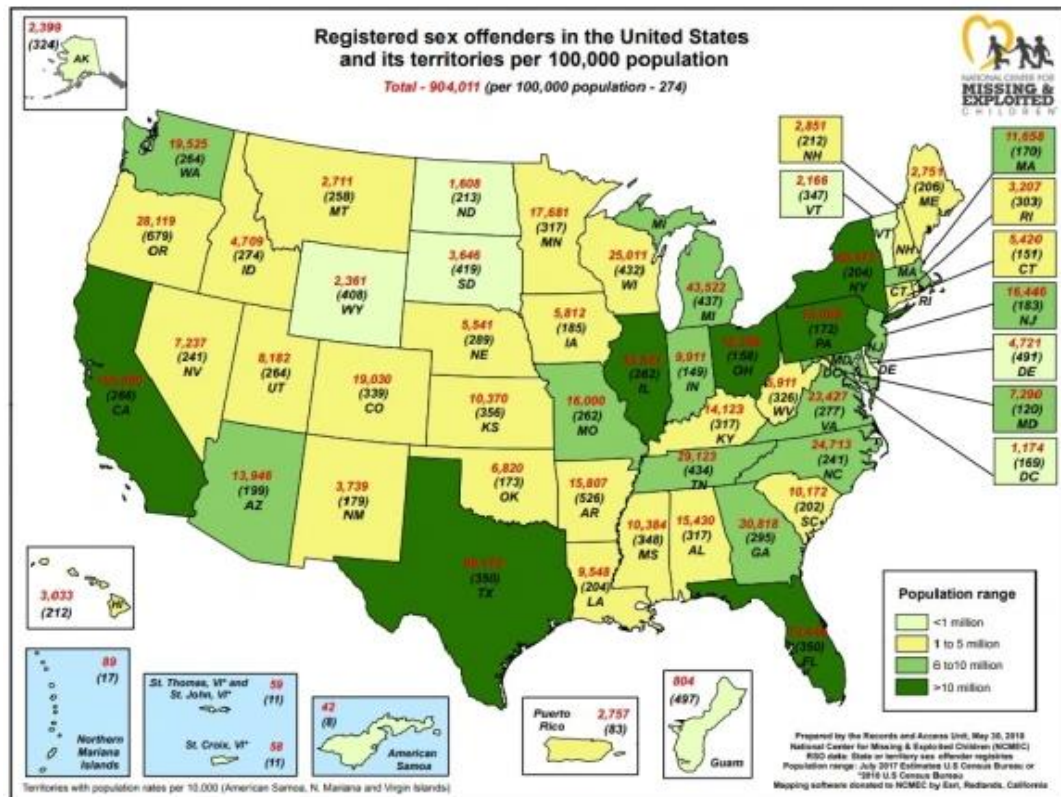 Registered sex offenders in the United States
and its territories per 100,000 population
Total - 904,011 (per 100,000 population - 274)
NATIONAL CENTER FOR
MISSING &
EXPLOITED
CHILDREN
2,399
(324)
AK
19,525
(264)
WA
28,119
(679)
OR
4,709
(274)
ID
2,711
(258)
MT
1,608
(213)
ND
3,646
(419)
SD
2,361
(408)
WY
17,681
(317)
MN
25,011
(432)
WI
MI
43,522
(437)
MI
(266)
CA
7,237
(241)
NV
8,182
(264)
UT
19,030
(339)
CO
5,541
(289)
NE
5,812
(185)
IA
10,370
(356)
KS
16,000
(262)
MO
(262)
IL
9,911
(149)
IN
(158)
OH
(172)
PA
(204)
NY
13,946
(199)
AZ
3,739
(179)
NM
6,820
(173)
OK
15,807
(526)
AR
(350)
TX
9,548
(204)
LA
10,384
(348)
MS
15,430
(317)
AL
30,818
(295)
GA
(350)
FL
10,172
(202)
SC
24,713
(241)
NC
29,123
(434)
TN
14,123
(317)
KY
5,911
(326)
WV
23,427
(277)
VA
2,851
(212)
NH
2,166
(347)
VT
2,751
(206)
ME
VT
NH
MA
CT
RI
NJ
MD
DC
DE
11,658
(170)
MA
3,207
(303)
RI
5,420
(151)
CT
16,446
(183)
NJ
4,721
(491)
DE
7,290
(120)
MD
1,174
(169)
DC
3,033
(212)
HI
89
(17)
Northern
Mariana
Islands
St. Thomas, VI* and
St. John, VI*
59
(11)
St. Croix, VI*
58
(11)
42
(8)
American
Samoa
Puerto
Rico
2,757
(83)
804
(497)
Guam
Population range
<1 million
1 to 5 million
6 to10 million
>10 million
Territories with population rates per 10,000 (American Samoa, N. Mariana and Virgin Islands)
Prepared by the Records and Access Unit, May 30, 2018
National Center for Missing & Exploited Children (NCMEC)
RSO data: State or territory sex offender registries
Population range: July 2017 Estimates U.S Census Bureau or
*2010 U.S Census Bureau
Mapping software donated to NCMEC by Esri, Redlands, California